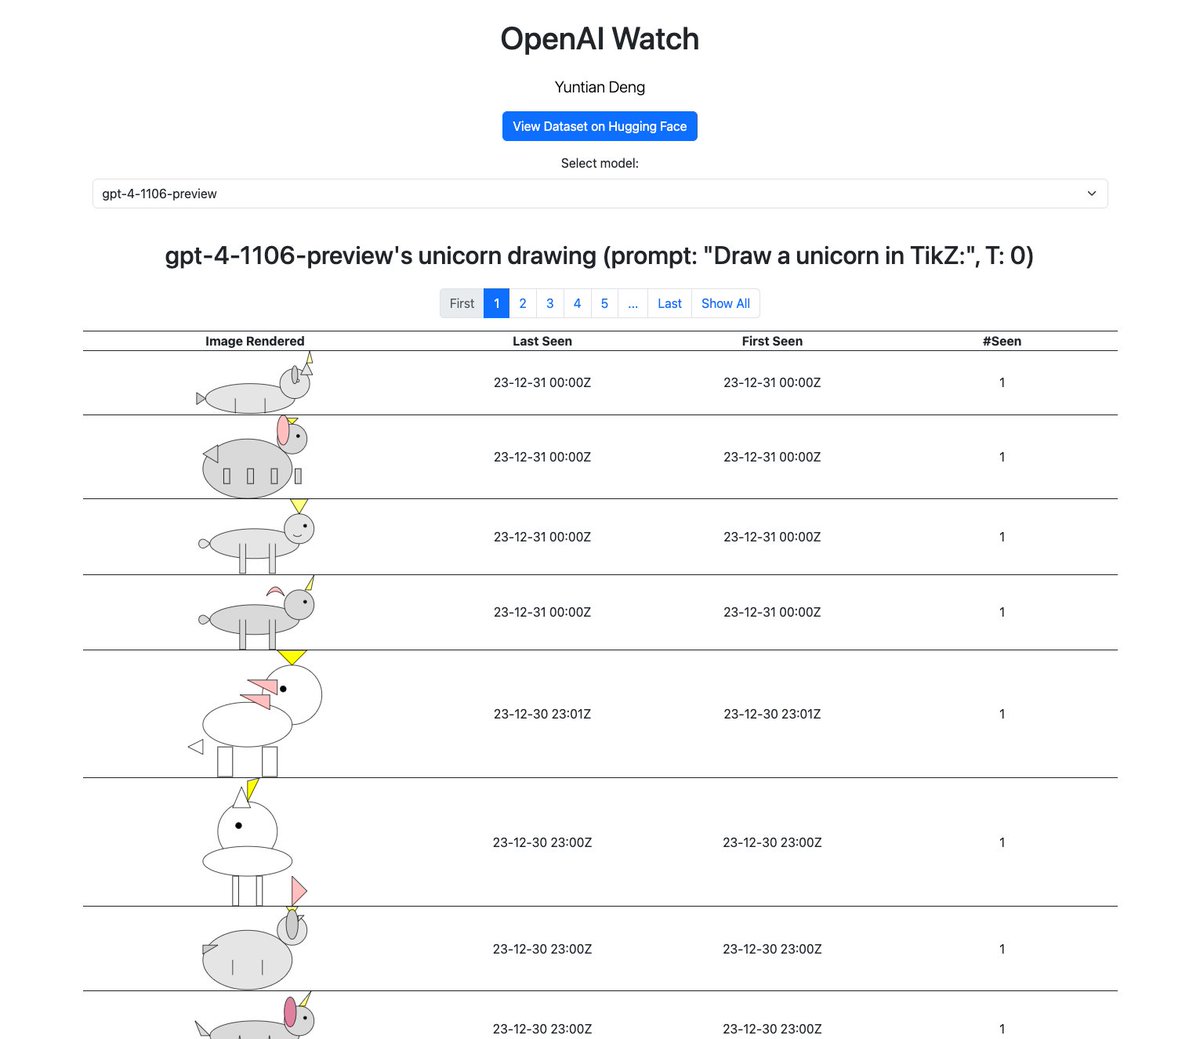 OpenAI Watch
Yuntian Deng
View Dataset on Hugging Face
Select model:
gpt-4-1106-preview
gpt-4-1106-preview's unicorn drawing (prompt: "Draw a unicorn in TikZ:", T: 0)
First 1 2 3 4 5 ... Last Show All
Image Rendered Last Seen First Seen #Seen
23-12-31 00:00Z 23-12-31 00:00Z 1
23-12-31 00:00Z 23-12-31 00:00Z 1
23-12-31 00:00Z 23-12-31 00:00Z 1
23-12-31 00:00Z 23-12-31 00:00Z 1
23-12-30 23:01Z 23-12-30 23:01Z 1
23-12-30 23:00Z 23-12-30 23:00Z 1
23-12-30 23:00Z 23-12-30 23:00Z 1
23-12-30 23:00Z 23-12-30 23:00Z 1